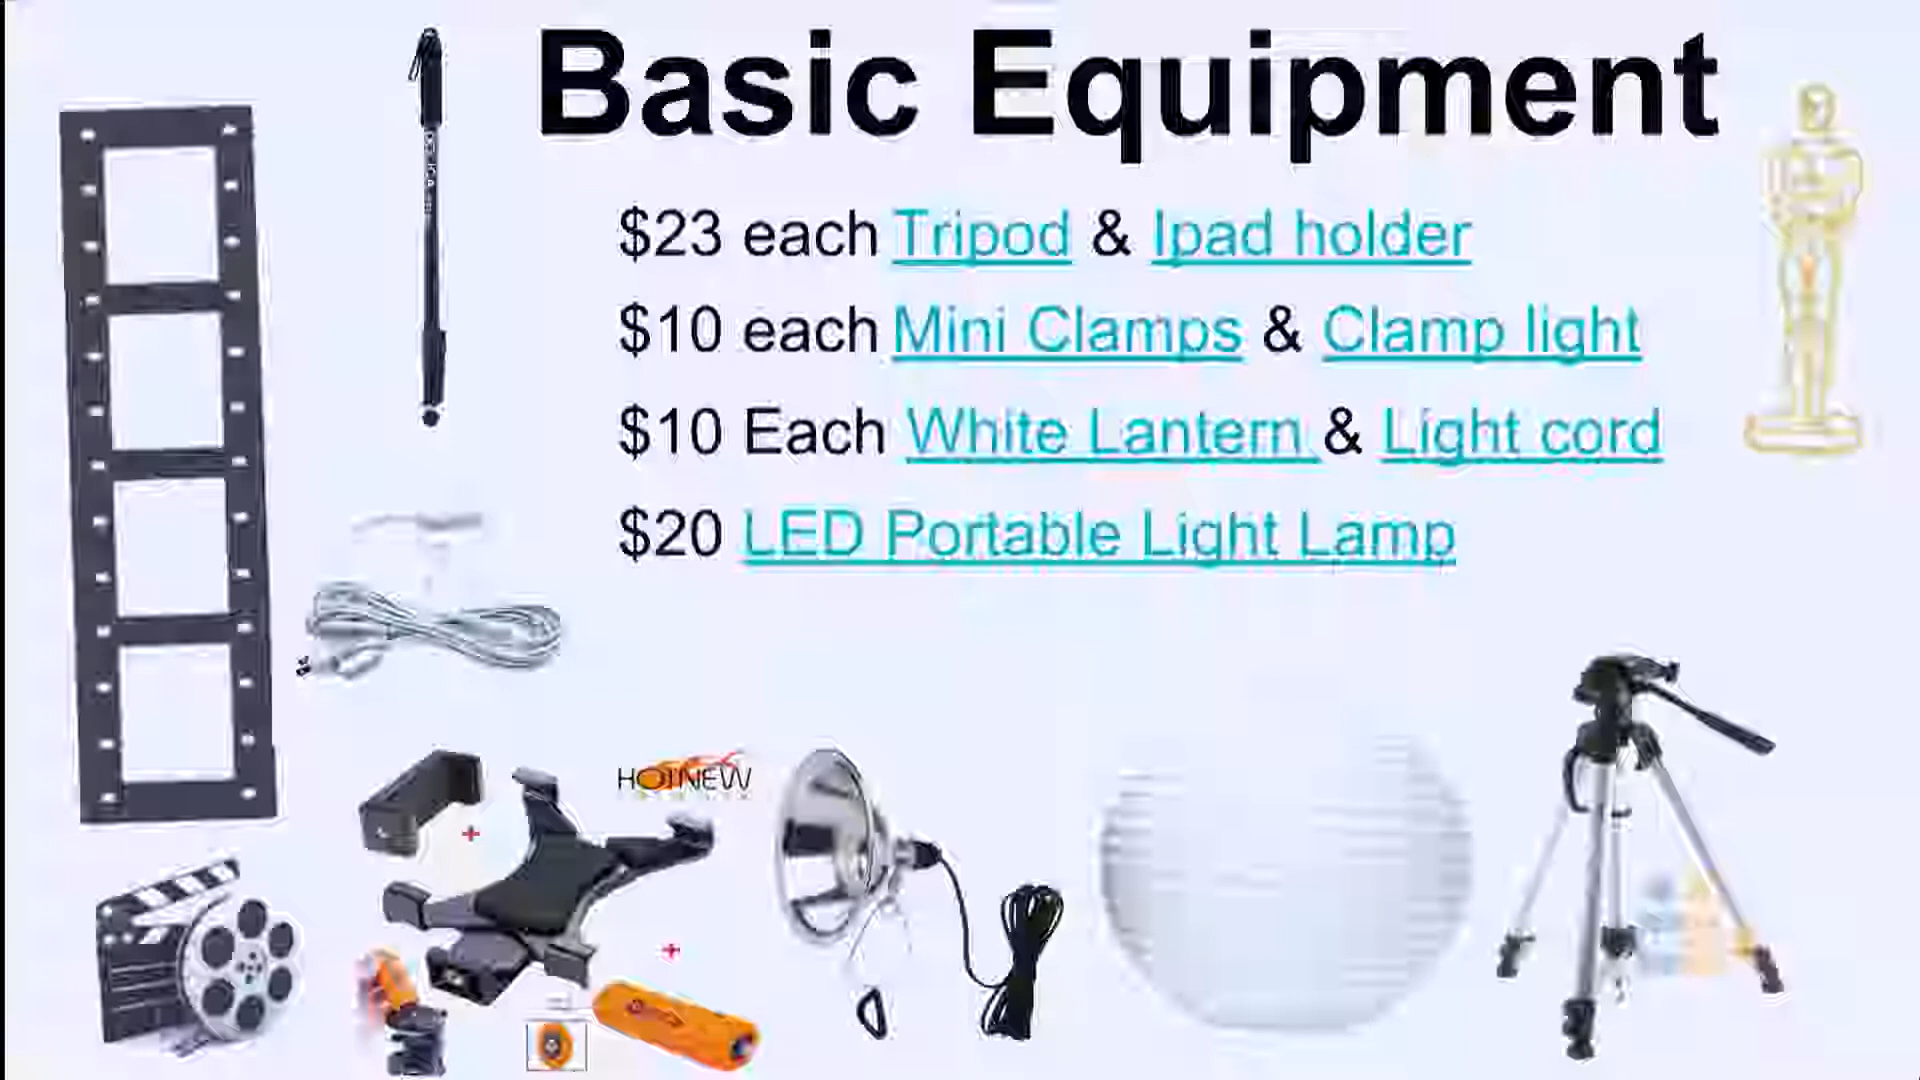 Basic Equipment
$23 each Tripod & Ipad holder
$10 each Mini Clamps & Clamp light
$10 Each White Lantern & Light cord
$20 LED Portable Light Lamp
HOTNEW